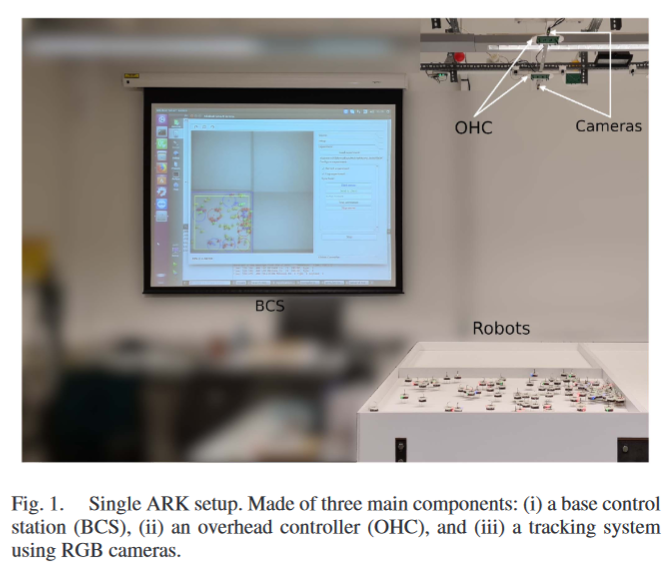 OHC
Cameras
BCS
Robots
Fig. 1. Single ARK setup. Made of three main components: (i) a base control
station (BCS), (ii) an overhead controller (OHC), and (iii) a tracking system
using RGB cameras.